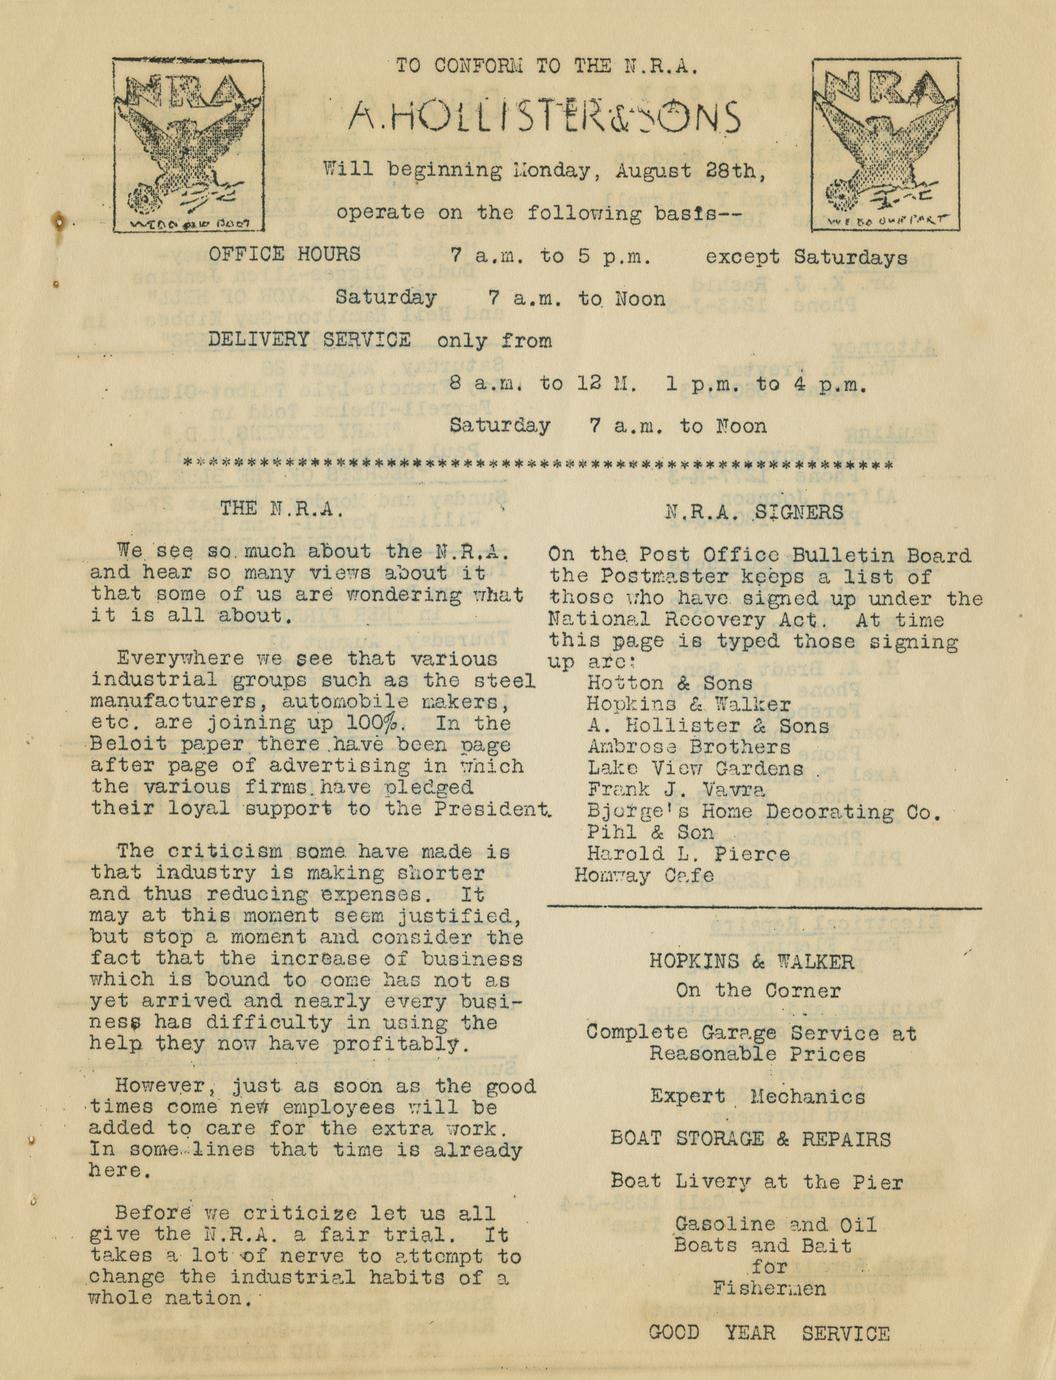 NRA
WE DO OUR PART
TO CONFORM TO THE N.R.A.
A.HOLLISTER&SONS
Will beginning Monday, August 28th,
operate on the following basis--
NRA
WE DO OUR PART
OFFICE HOURS 7 a.m. to 5 p.m. except Saturdays
Saturday 7 a.m. to Noon
DELIVERY SERVICE only from
8 a.m. to 12 M. 1 p.m. to 4 p.m.
Saturday 7 a.m. to Noon
********************************************************
THE N.R.A.
We see so much about the N.R.A.
and hear so many views about it
that some of us are wondering what
it is all about.
Everywhere we see that various
industrial groups such as the steel
manufacturers, automobile makers,
etc. are joining up 100%. In the
Beloit paper there have been page
after page of advertising in which
the various firms have pledged
their loyal support to the President.
The criticism some have made is
that industry is making shorter
and thus reducing expenses. It
may at this moment seem justified,
but stop a moment and consider the
fact that the increase of business
which is bound to come has not as
yet arrived and nearly every busi-
ness has difficulty in using the
help they now have profitably.
However, just as soon as the good
times come new employees will be
added to care for the extra work.
In some lines that time is already
here.
Before we criticize let us all
give the N.R.A. a fair trial. It
takes a lot of nerve to attempt to
change the industrial habits of a
whole nation.
N.R.A. SIGNERS
On the Post Office Bulletin Board
the Postmaster keeps a list of
those who have signed up under the
National Recovery Act. At time
this page is typed those signing
up are:
Hotton & Sons
Hopkins & Walker
A. Hollister & Sons
Ambrose Brothers
Lake View Gardens
Frank J. Vavra
Bjorge's Home Decorating Co.
Pihl & Son
Harold L. Pierce
Homway Cafe
HOPKINS & WALKER
On the Corner
Complete Garage Service at
Reasonable Prices
Expert Mechanics
BOAT STORAGE & REPAIRS
Boat Livery at the Pier
Gasoline and Oil
Boats and Bait
for
Fishermen
GOOD YEAR SERVICE